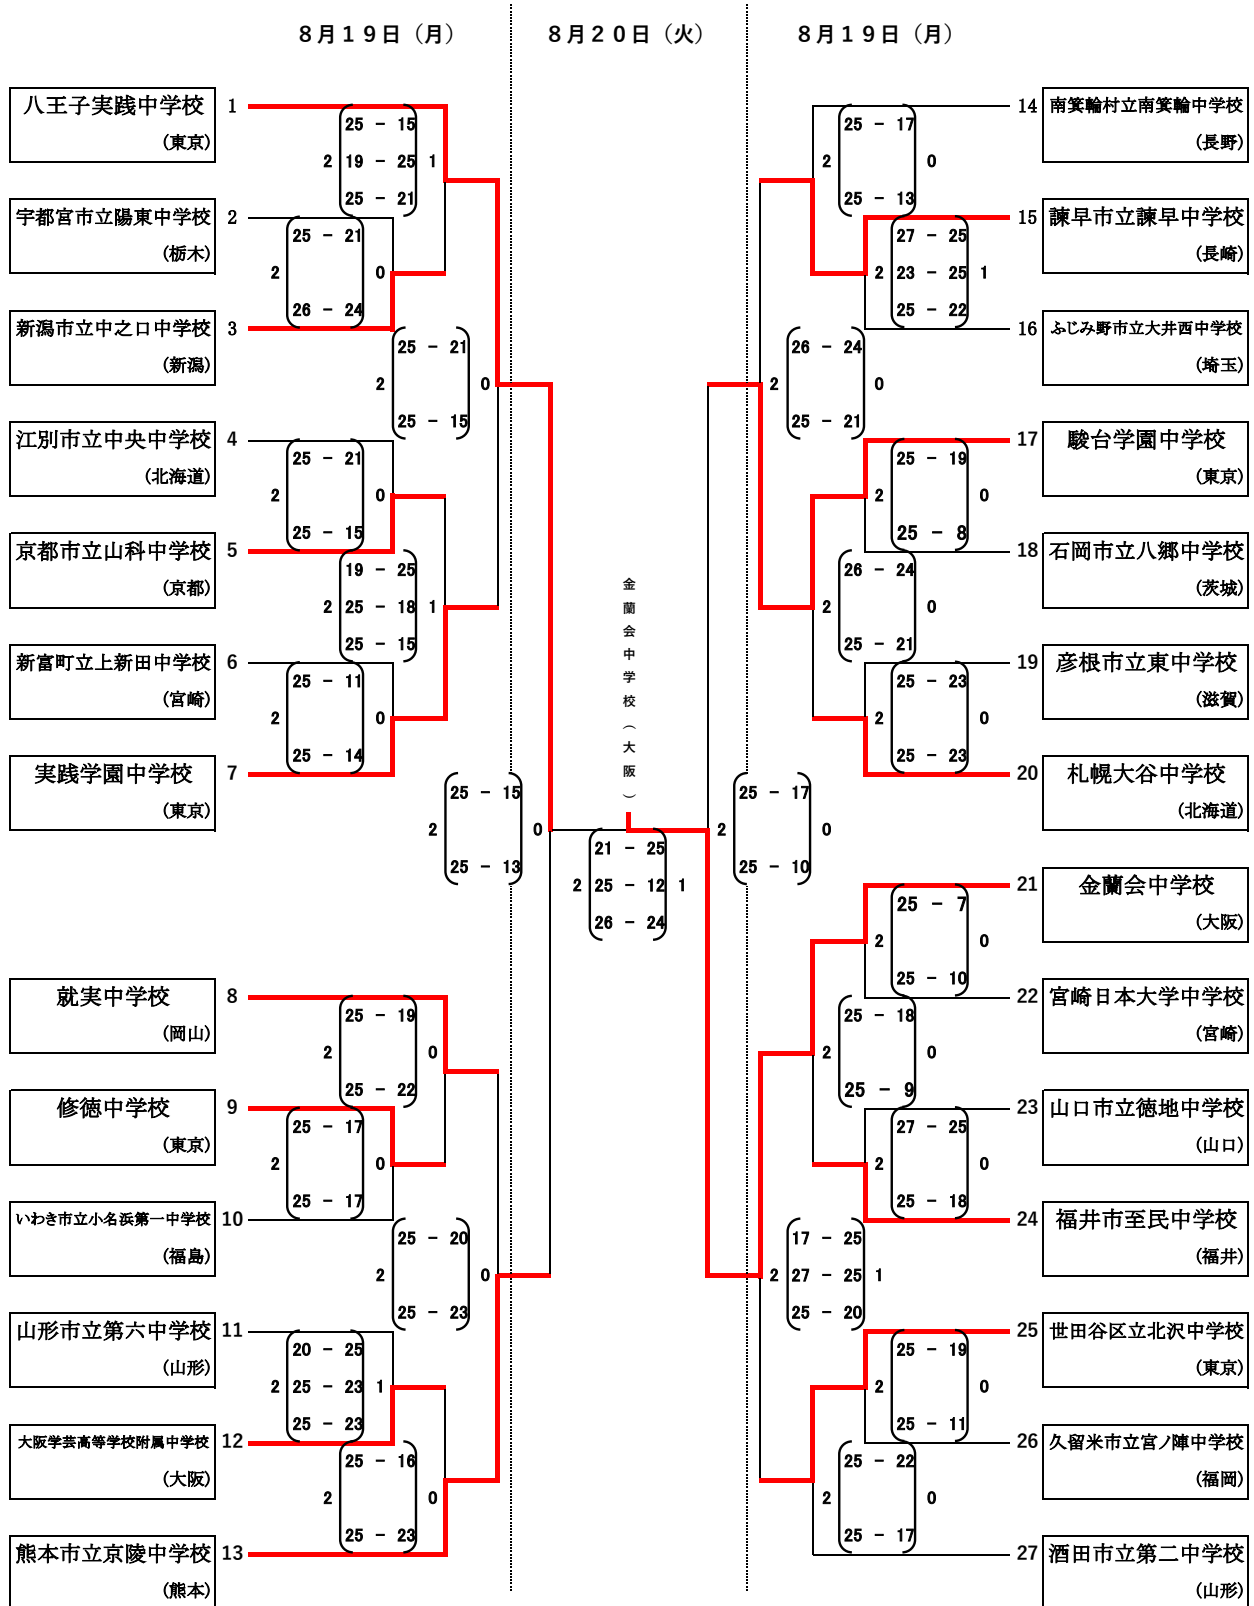 ８月１９日（月）
８月２０日（火）
８月１９日（月）
八王子実践中学校
(東京)
1
25 － 15
2 19 － 25 1
25 － 21
宇都宮市立陽東中学校
(栃木)
2
25 － 21
2 0
26 － 24
新潟市立中之口中学校
(新潟)
3
25 － 21
2 0
25 － 15
江別市立中央中学校
(北海道)
4
25 － 21
2 0
25 － 15
京都市立山科中学校
(京都)
5
19 － 25
2 25 － 18 1
25 － 15
新富町立上新田中学校
(宮崎)
6
25 － 11
2 0
25 － 14
実践学園中学校
(東京)
7
25 － 15
2 0
25 － 13
就実中学校
(岡山)
8
25 － 19
2 0
25 － 22
修徳中学校
(東京)
9
25 － 17
2 0
25 － 17
いわき市立小名浜第一中学校
(福島)
10
25 － 20
2 0
25 － 23
山形市立第六中学校
(山形)
11
20 － 25
2 25 － 23 1
25 － 23
大阪学芸高等学校附属中学校
(大阪)
12
25 － 16
2 0
25 － 23
熊本市立京陵中学校
(熊本)
13
金蘭会中学校（大阪）
21 － 25
2 25 － 12 1
26 － 24
14
南箕輪村立南箕輪中学校
(長野)
25 － 17
2 0
25 － 13
15
諫早市立諫早中学校
(長崎)
27 － 25
2 23 － 25 1
25 － 22
16
ふじみ野市立大井西中学校
(埼玉)
26 － 24
2 0
25 － 21
17
駿台学園中学校
(東京)
25 － 19
2 0
25 － 8
18
石岡市立八郷中学校
(茨城)
26 － 24
2 0
25 － 21
19
彦根市立東中学校
(滋賀)
25 － 23
2 0
25 － 23
20
札幌大谷中学校
(北海道)
25 － 17
2 0
25 － 10
21
金蘭会中学校
(大阪)
25 － 7
2 0
25 － 10
22
宮崎日本大学中学校
(宮崎)
25 － 18
2 0
25 － 9
23
山口市立徳地中学校
(山口)
27 － 25
2 0
25 － 18
24
福井市至民中学校
(福井)
17 － 25
2 27 － 25 1
25 － 20
25
世田谷区立北沢中学校
(東京)
25 － 19
2 0
25 － 11
26
久留米市立宮ノ陣中学校
(福岡)
25 － 22
2 0
25 － 17
27
酒田市立第二中学校
(山形)